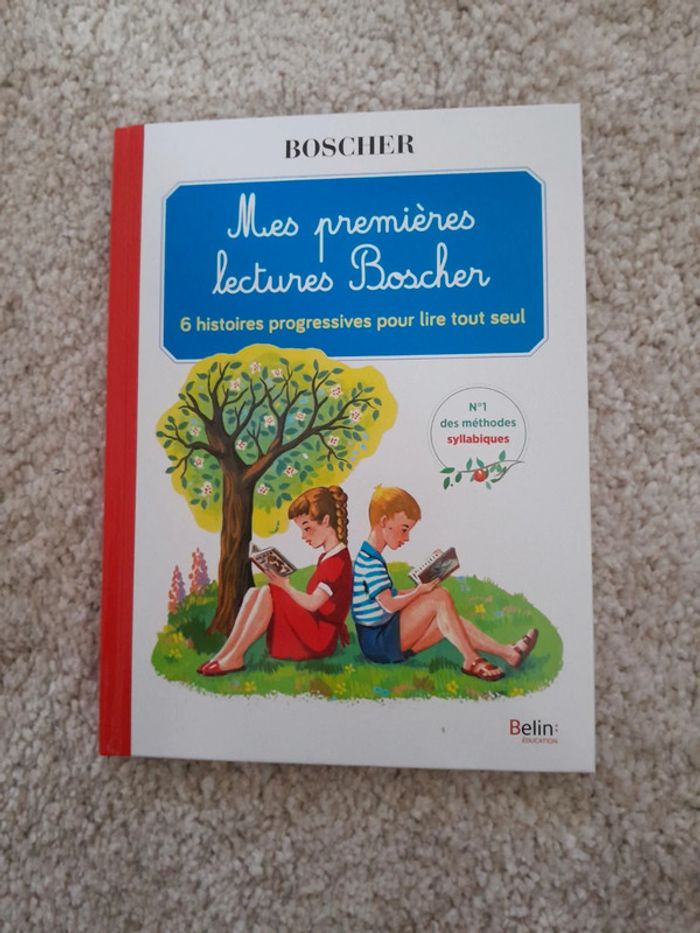 BOSCHER
Mes premières
lectures Boscher
6 histoires progressives pour lire tout seul
N°1
des méthodes
syllabiques
Belin:
ÉDUCATION